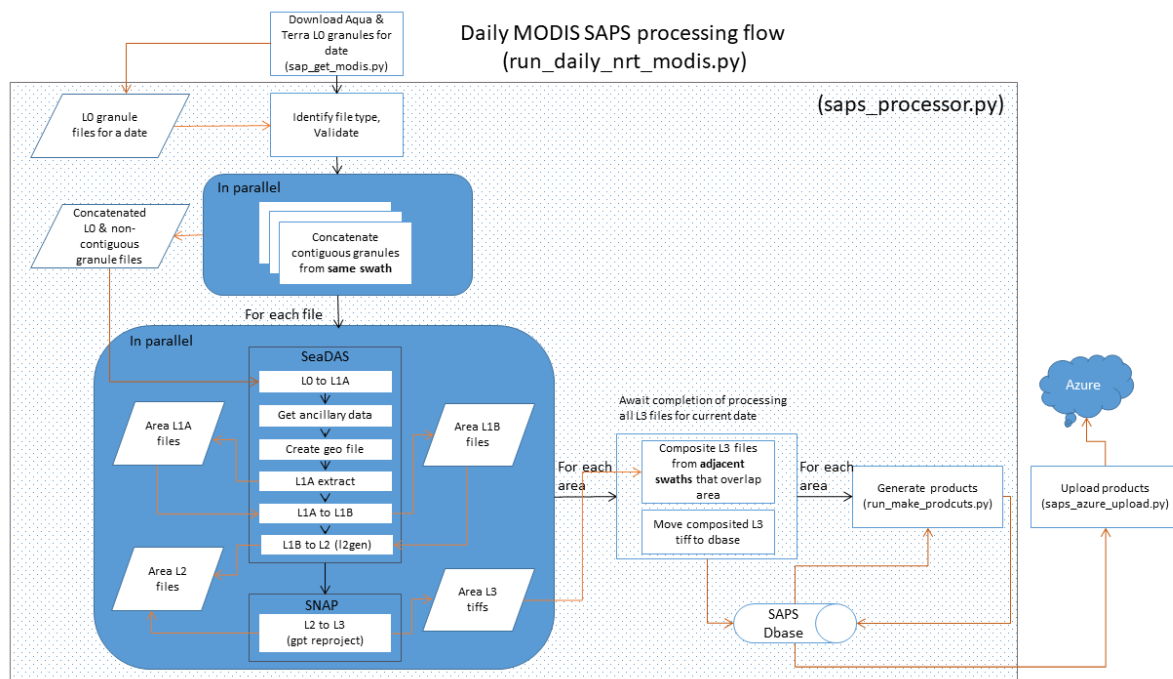 Daily MODIS SAPS processing flow
(run_daily_nrt_modis.py)
Download Aqua &
Terra L0 granules for
date
(sap_get_modis.py)
(saps_processor.py)
L0 granule
files for a date
Identify file type,
Validate
In parallel
Concatenated
L0 & non-
contiguous
granule files
Concatenate
contiguous granules
from same swath
For each file
In parallel
SeaDAS
L0 to L1A
Get ancillary data
Create geo file
L1A extract
L1A to L1B
L1B to L2 (l2gen)
Area L1A
files
Area L1B
files
Area L2
files
SNAP
L2 to L3
(gpt reproject)
Area L3
tiffs
For each
area
Await completion of processing
all L3 files for current date
Composite L3 files
from adjacent
swaths that overlap
area
Move composited L3
tiff to dbase
For each
area
Generate products
(run_make_prodcuts.py)
SAPS
Dbase
Azure
Upload products
(saps_azure_upload.py)